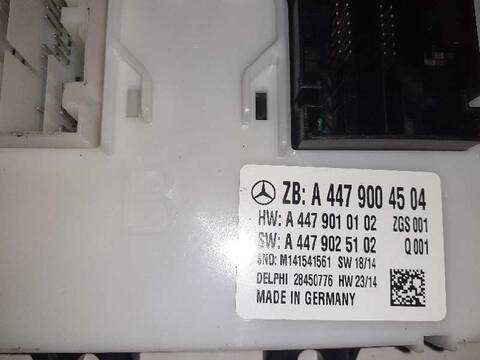 ZB: A 447 900 45 04
HW: A 447 901 01 02 ZGS 001
SW: A 447 902 51 02 Q 001
SNO: M141541561 SW 18/14
DELPHI 28450776 HW 23/14
MADE IN GERMANY